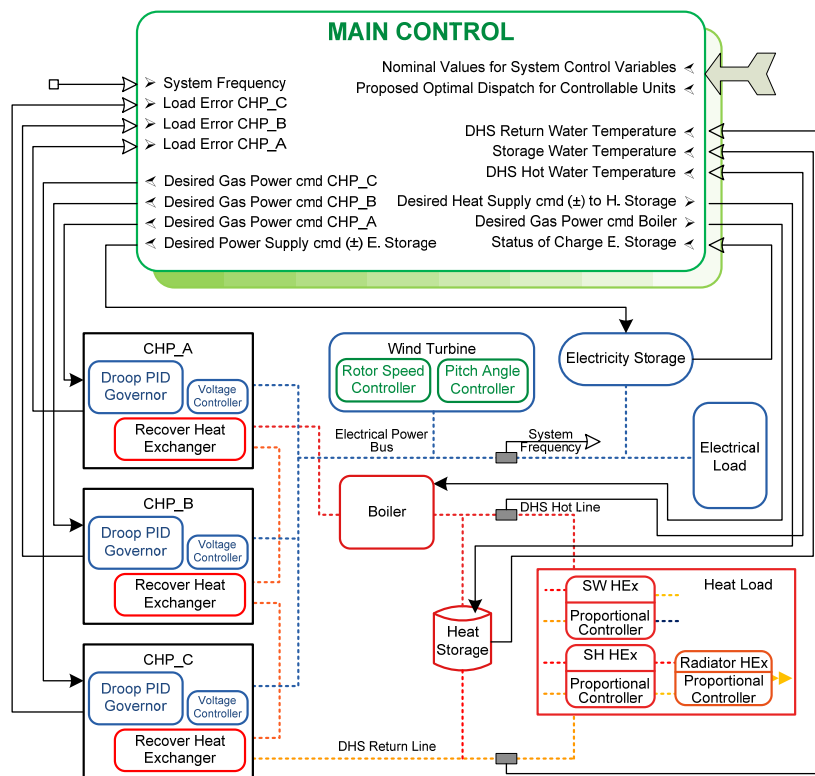 MAIN CONTROL
Nominal Values for System Control Variables
Proposed Optimal Dispatch for Controllable Units
System Frequency
Load Error CHP_C
Load Error CHP_B
Load Error CHP_A
DHS Return Water Temperature
Storage Water Temperature
DHS Hot Water Temperature
Desired Gas Power cmd CHP_C
Desired Gas Power cmd CHP_B
Desired Gas Power cmd CHP_A
Desired Power Supply cmd (±) E. Storage
Desired Heat Supply cmd (±) to H. Storage
Desired Gas Power cmd Boiler
Status of Charge E. Storage
CHP_A
Droop PID
Governor
Voltage
Controller
Recover Heat
Exchanger
Wind Turbine
Rotor Speed
Controller
Pitch Angle
Controller
Electricity Storage
Electrical Power
Bus
System
Frequency
Electrical
Load
CHP_B
Droop PID
Governor
Voltage
Controller
Recover Heat
Exchanger
Boiler
DHS Hot Line
Heat
Storage
Heat Load
SW HEx
Proportional
Controller
SH HEx
Proportional
Controller
Radiator HEx
Proportional
Controller
CHP_C
Droop PID
Governor
Voltage
Controller
Recover Heat
Exchanger
DHS Return Line